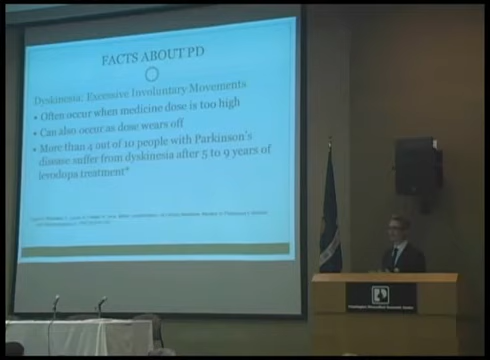 FACTS ABOUT PD
Dyskinesia: Excessive Involuntary Movements
• Often occur when medicine dose is too high
• Can also occur as dose wears off
• More than 4 out of 10 people with Parkinson's
disease suffer from dyskinesia after 5 to 9 years of
levodopa treatment*